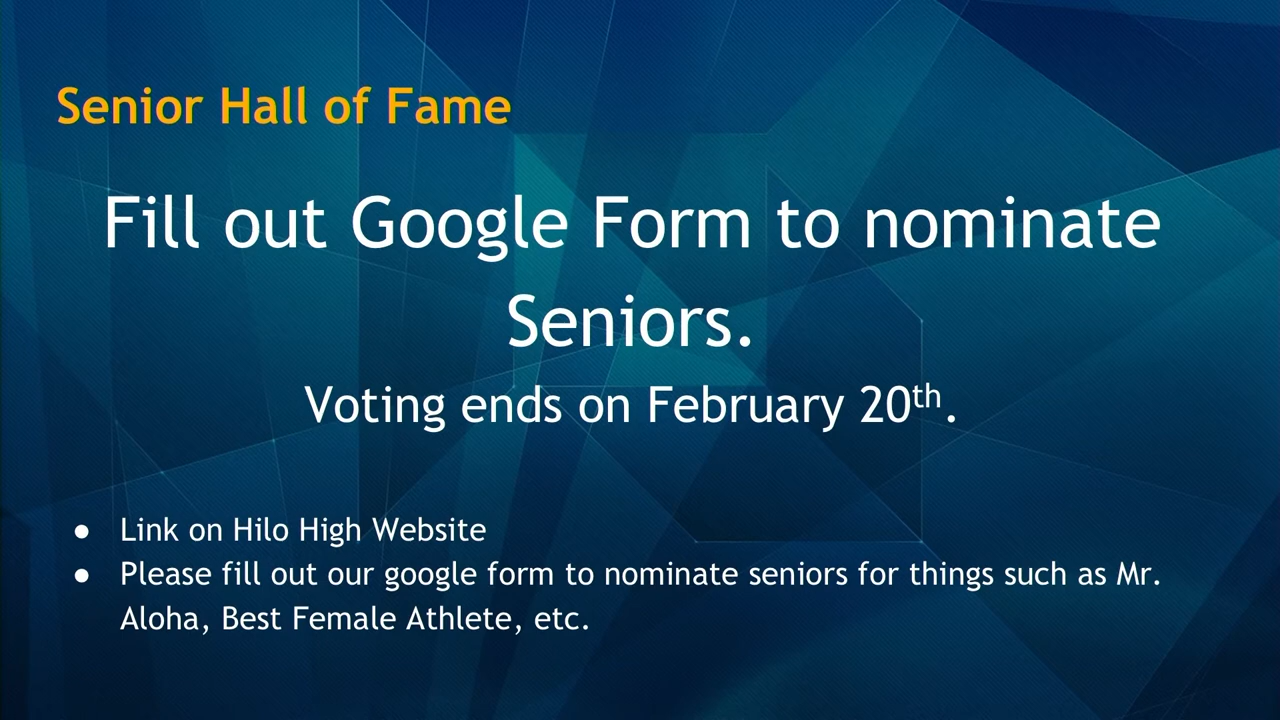 Senior Hall of Fame
Fill out Google Form to nominate
Seniors.
Voting ends on February 20th.
● Link on Hilo High Website
● Please fill out our google form to nominate seniors for things such as Mr.
Aloha, Best Female Athlete, etc.